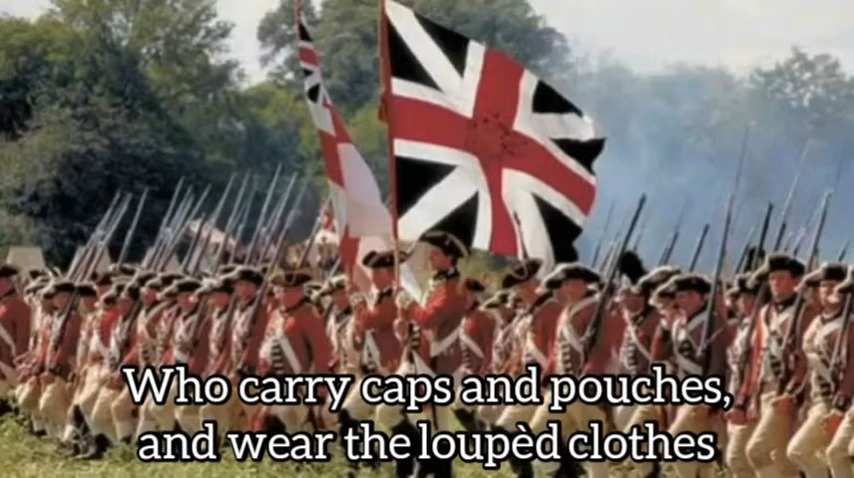 Who carry caps and pouches,
and wear the loupèd clothes